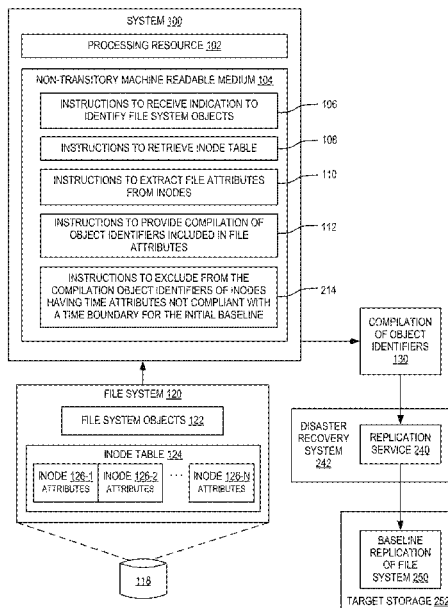 SYSTEM 100
PROCESSING RESOURCE 102
NON-TRANSITORY MACHINE READABLE MEDIUM 104
INSTRUCTIONS TO RECEIVE INDICATION TO
IDENTIFY FILE SYSTEM OBJECTS
106
INSTRUCTIONS TO RETRIEVE INODE TABLE
108
INSTRUCTIONS TO EXTRACT FILE ATTRIBUTES
FROM INODES
110
INSTRUCTIONS TO PROVIDE COMPILATION OF
OBJECT IDENTIFIERS INCLUDED IN FILE
ATTRIBUTES
112
INSTRUCTIONS TO EXCLUDE FROM THE
COMPILATION OBJECT IDENTIFIERS OF INODES
HAVING TIME ATTRIBUTES NOT COMPLIANT WITH
A TIME BOUNDARY FOR THE INITIAL BASELINE
214
COMPILATION
OF OBJECT
IDENTIFIERS
130
FILE SYSTEM 120
FILE SYSTEM OBJECTS 122
INODE TABLE 124
INODE 126-1
ATTRIBUTES
INODE 126-2
ATTRIBUTES
...
INODE 126-N
ATTRIBUTES
118
DISASTER
RECOVERY
SYSTEM
242
REPLICATION
SERVICE 240
BASELINE
REPLICATION
OF FILE
SYSTEM 250
TARGET STORAGE 252